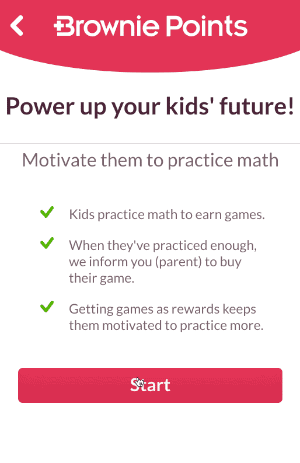 Brownie Points
Power up your kids' future!
Motivate them to practice math
Kids practice math to earn games.
When they've practiced enough,
we inform you (parent) to buy
their game.
Getting games as rewards keeps
them motivated to practice more.
Start